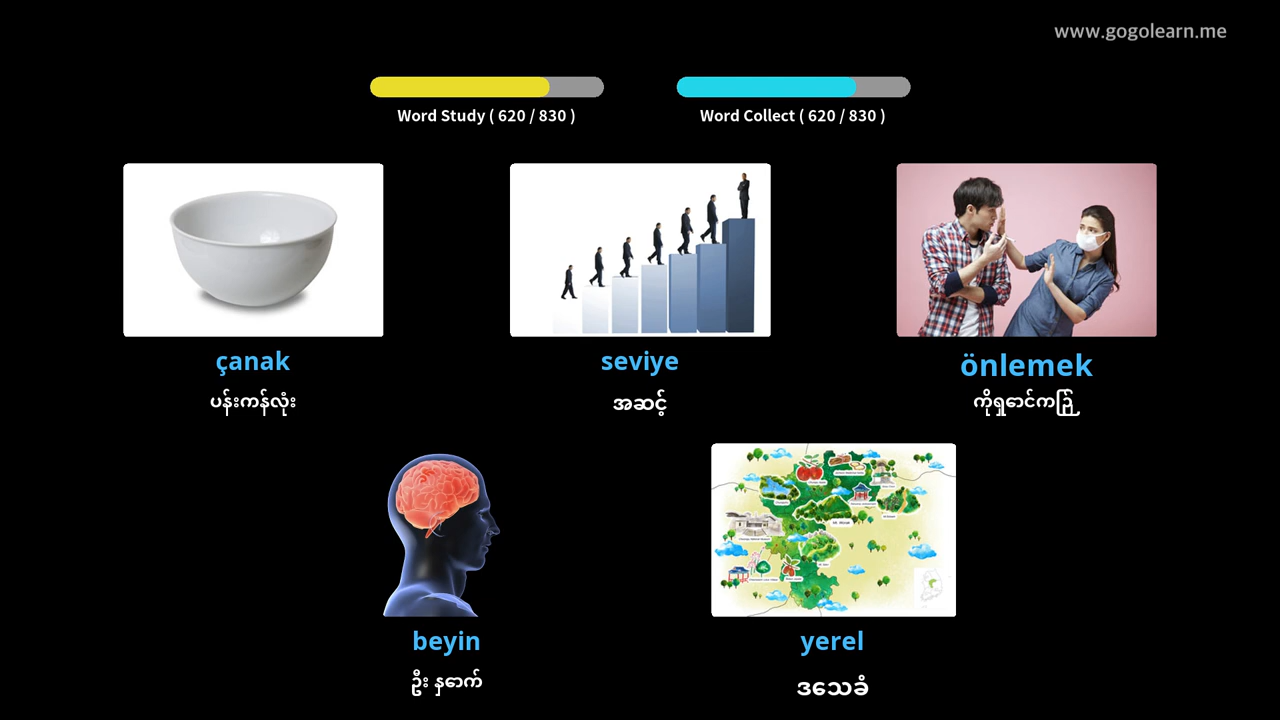 www.gogolearn.me
Word Study ( 620 / 830 )
Word Collect ( 620 / 830 )
çanak
ပန်းကန်လုံး
seviye
အဆင့်
önlemek
ကိုရှောင်ကြဉ်
beyin
ဦး နှောက်
yerel
ဒေသခံ